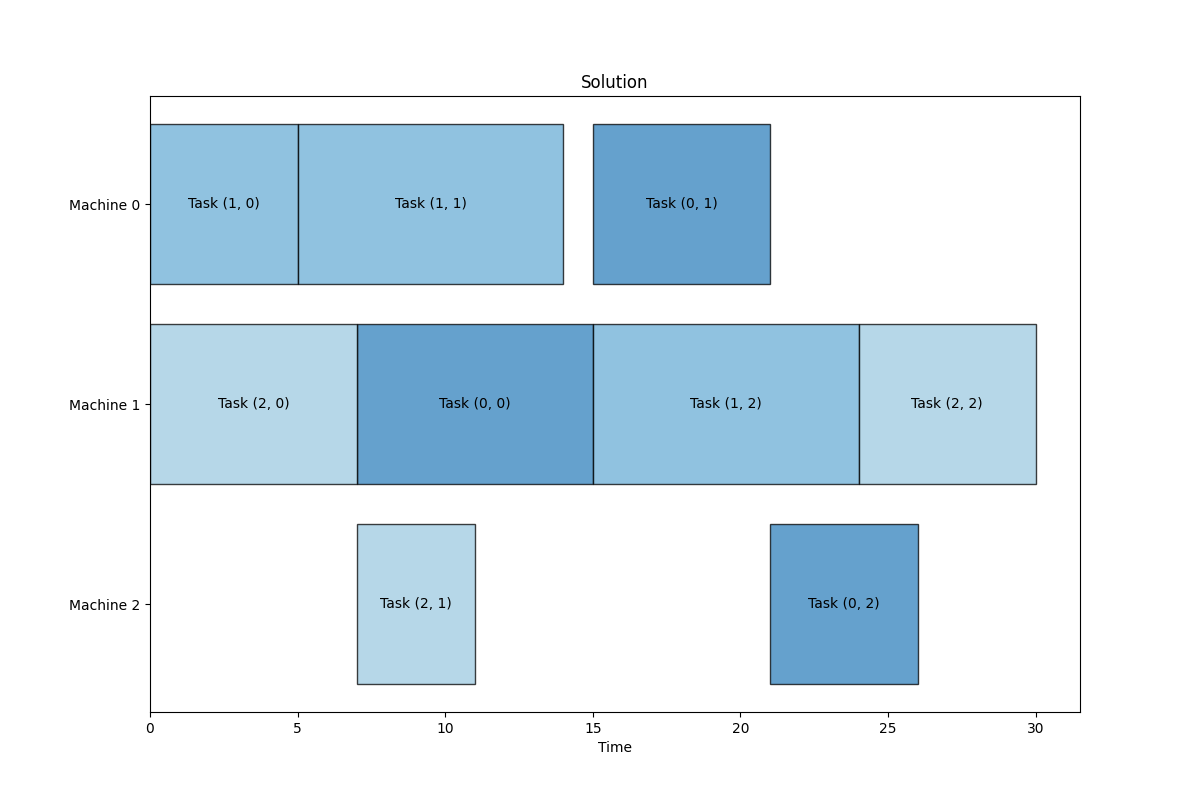 Solution
Machine 0
Task (1, 0)
Task (1, 1)
Task (0, 1)
Machine 1
Task (2, 0)
Task (0, 0)
Task (1, 2)
Task (2, 2)
Machine 2
Task (2, 1)
Task (0, 2)
0 5 10 15 20 25 30
Time